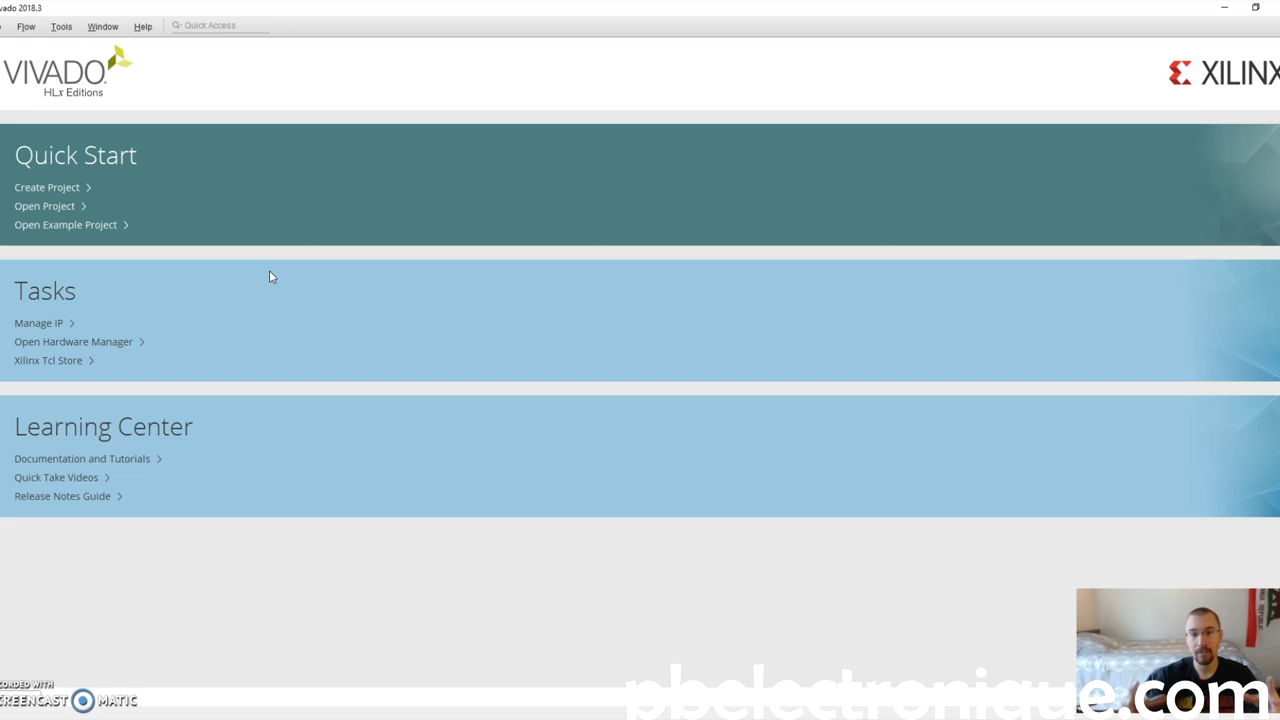 vado 2018.3
Flow Tools Window Help Quick Access
VIVADO
HLx Editions
XILINX
Quick Start
Create Project
Open Project
Open Example Project
Tasks
Manage IP
Open Hardware Manager
Xilinx Tcl Store
Learning Center
Documentation and Tutorials
Quick Take Videos
Release Notes Guide
CORDED WITH
CREENCAST MATIC
pbelectronique.com